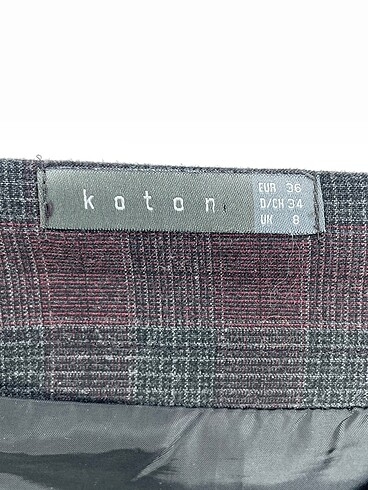 koton
EUR 36
D/CH 34
UK 8